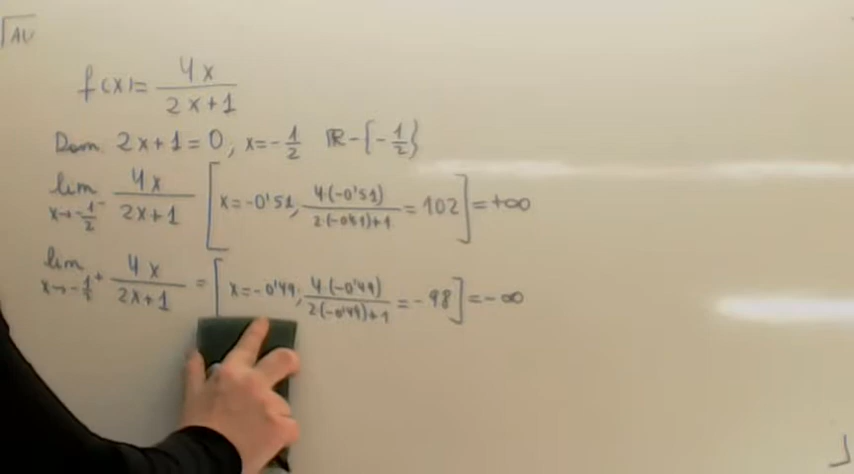 AV
f(x)= 4x / 2x+1
Dom 2x+1=0, x=-1/2 ℝ-{-1/2}
lim x→-1/2⁻ 4x / 2x+1 [x=-0'51, 4(-0'51) / 2(-0'51)+1 = 102] = +∞
lim x→-1/2⁺ 4x / 2x+1 = [x=-0'49; 4(-0'49) / 2(-0'49)+1 = -98] = -∞